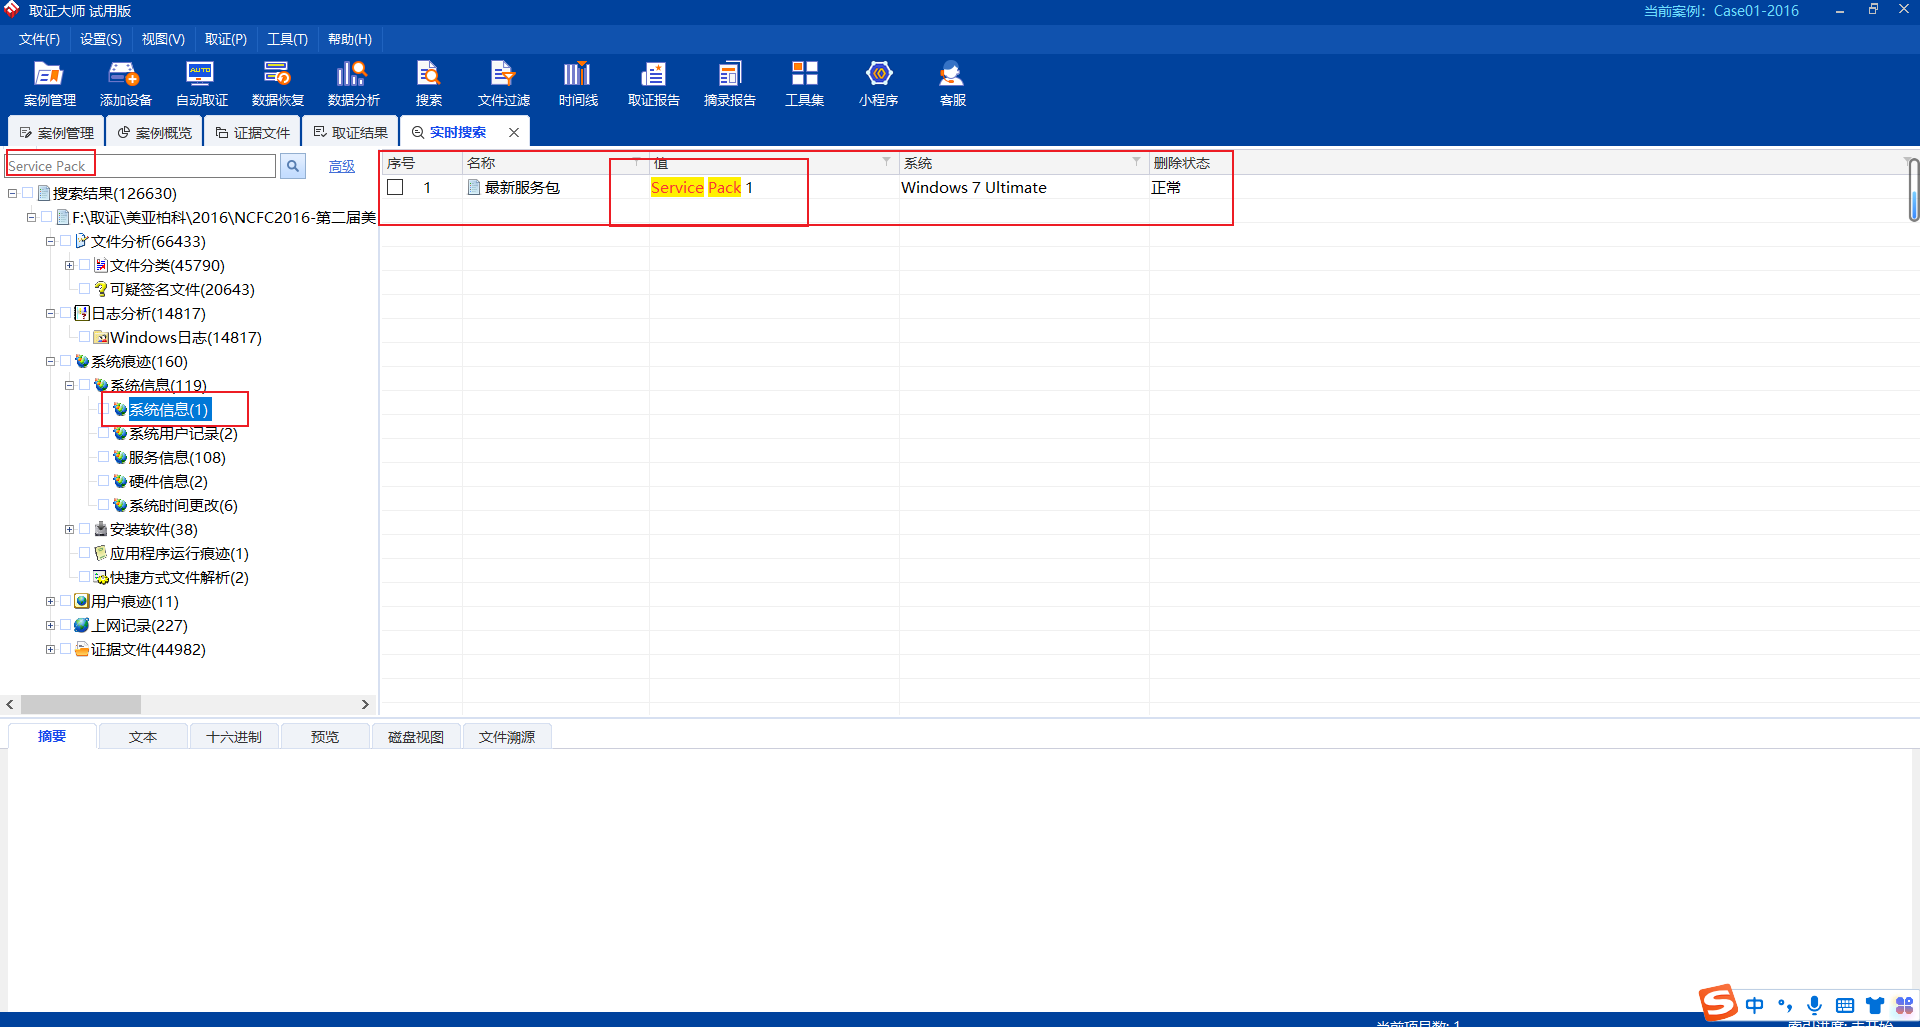 取证大师 试用版
当前案例：Case01-2016
文件(F) 设置(S) 视图(V) 取证(P) 工具(T) 帮助(H)
案例管理 添加设备 自动取证 数据恢复 数据分析 搜索 文件过滤 时间线 取证报告 摘录报告 工具集 小程序 客服
案例管理 案例概览 证据文件 取证结果 实时搜索
Service Pack 高级
序号 名称 值 系统 删除状态
1 最新服务包 Service Pack 1 Windows 7 Ultimate 正常
搜索结果(126630)
F:\取证\美亚柏科\2016\NCFC2016-第二届美
文件分析(66433)
文件分类(45790)
可疑签名文件(20643)
日志分析(14817)
Windows日志(14817)
系统痕迹(160)
系统信息(119)
系统信息(1)
系统用户记录(2)
服务信息(108)
硬件信息(2)
系统时间更改(6)
安装软件(38)
应用程序运行痕迹(1)
快捷方式文件解析(2)
用户痕迹(11)
上网记录(227)
证据文件(44982)
摘要 文本 十六进制 预览 磁盘视图 文件溯源
中
当前项目数: 1
索引进度: 未开始